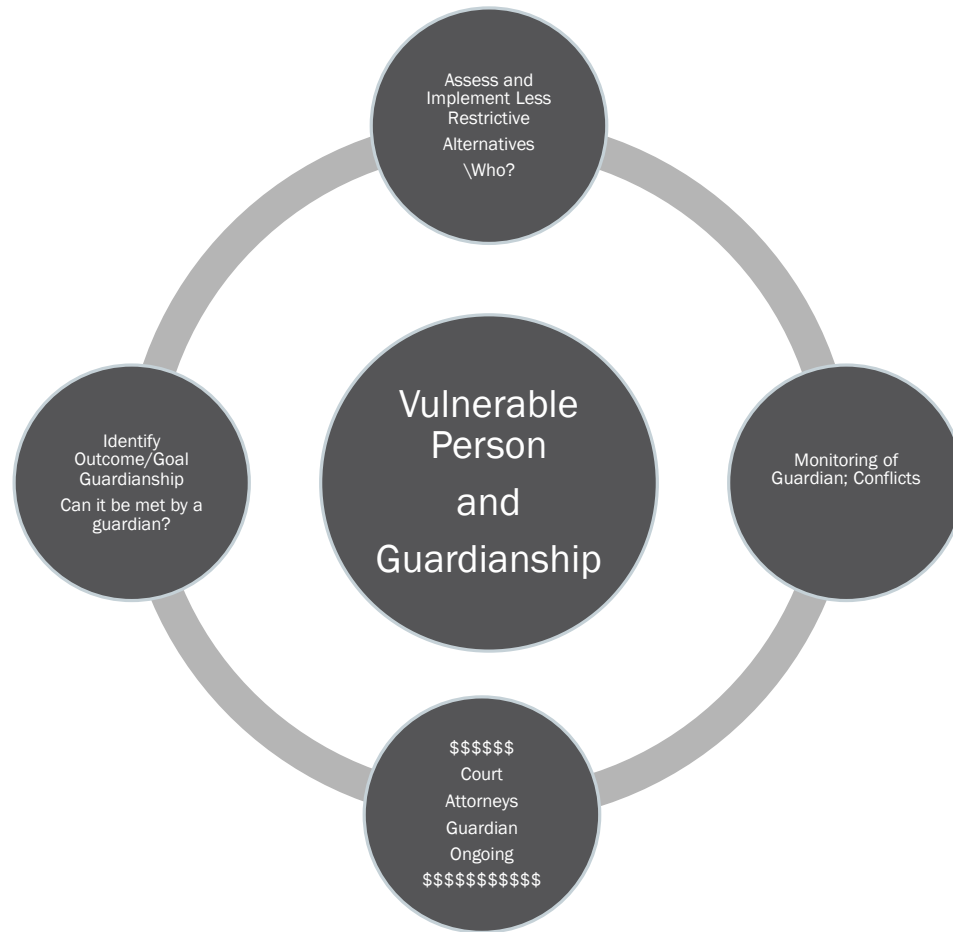 Assess and
Implement Less
Restrictive
Alternatives
\Who?
Vulnerable
Person
and
Guardianship
Identify
Outcome/Goal
Guardianship
Can it be met by a
guardian?
Monitoring of
Guardian; Conflicts
$$$$$$
Court
Attorneys
Guardian
Ongoing
$$$$$$$$$$$